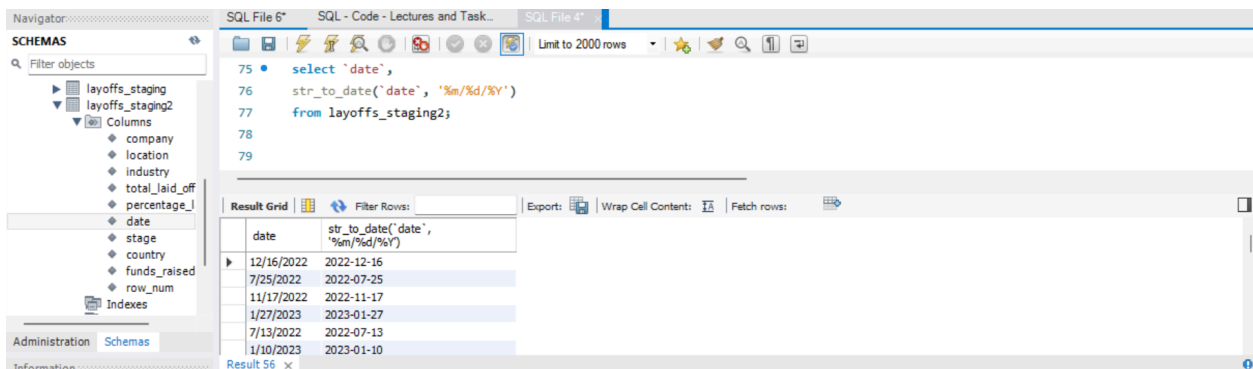 Navigator
SQL File 6*
SQL - Code - Lectures and Task...
SQL File 4*
SCHEMAS
Filter objects
layoffs_staging
layoffs_staging2
Columns
company
location
industry
total_laid_off
percentage_l
date
stage
country
funds_raised
row_num
Indexes
Administration Schemas
Information
Limit to 2000 rows
75 select `date`,
76 str_to_date(`date`, '%m/%d/%Y')
77 from layoffs_staging2;
78
79
Result Grid Filter Rows: Export: Wrap Cell Content: Fetch rows:
date str_to_date(`date`,
'%m/%d/%Y')
12/16/2022 2022-12-16
7/25/2022 2022-07-25
11/17/2022 2022-11-17
1/27/2023 2023-01-27
7/13/2022 2022-07-13
1/10/2023 2023-01-10
Result 56